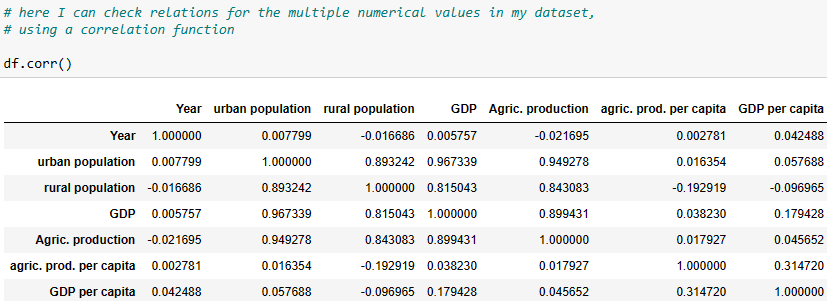 # here I can check relations for the multiple numerical values in my dataset,
# using a correlation function
df.corr()
Year urban population rural population GDP Agric. production agric. prod. per capita GDP per capita
Year 1.000000 0.007799 -0.016686 0.005757 -0.021695 0.002781 0.042488
urban population 0.007799 1.000000 0.893242 0.967339 0.949278 0.016354 0.057688
rural population -0.016686 0.893242 1.000000 0.815043 0.843083 -0.192919 -0.096965
GDP 0.005757 0.967339 0.815043 1.000000 0.899431 0.038230 0.179428
Agric. production -0.021695 0.949278 0.843083 0.899431 1.000000 0.017927 0.045652
agric. prod. per capita 0.002781 0.016354 -0.192919 0.038230 0.017927 1.000000 0.314720
GDP per capita 0.042488 0.057688 -0.096965 0.179428 0.045652 0.314720 1.000000